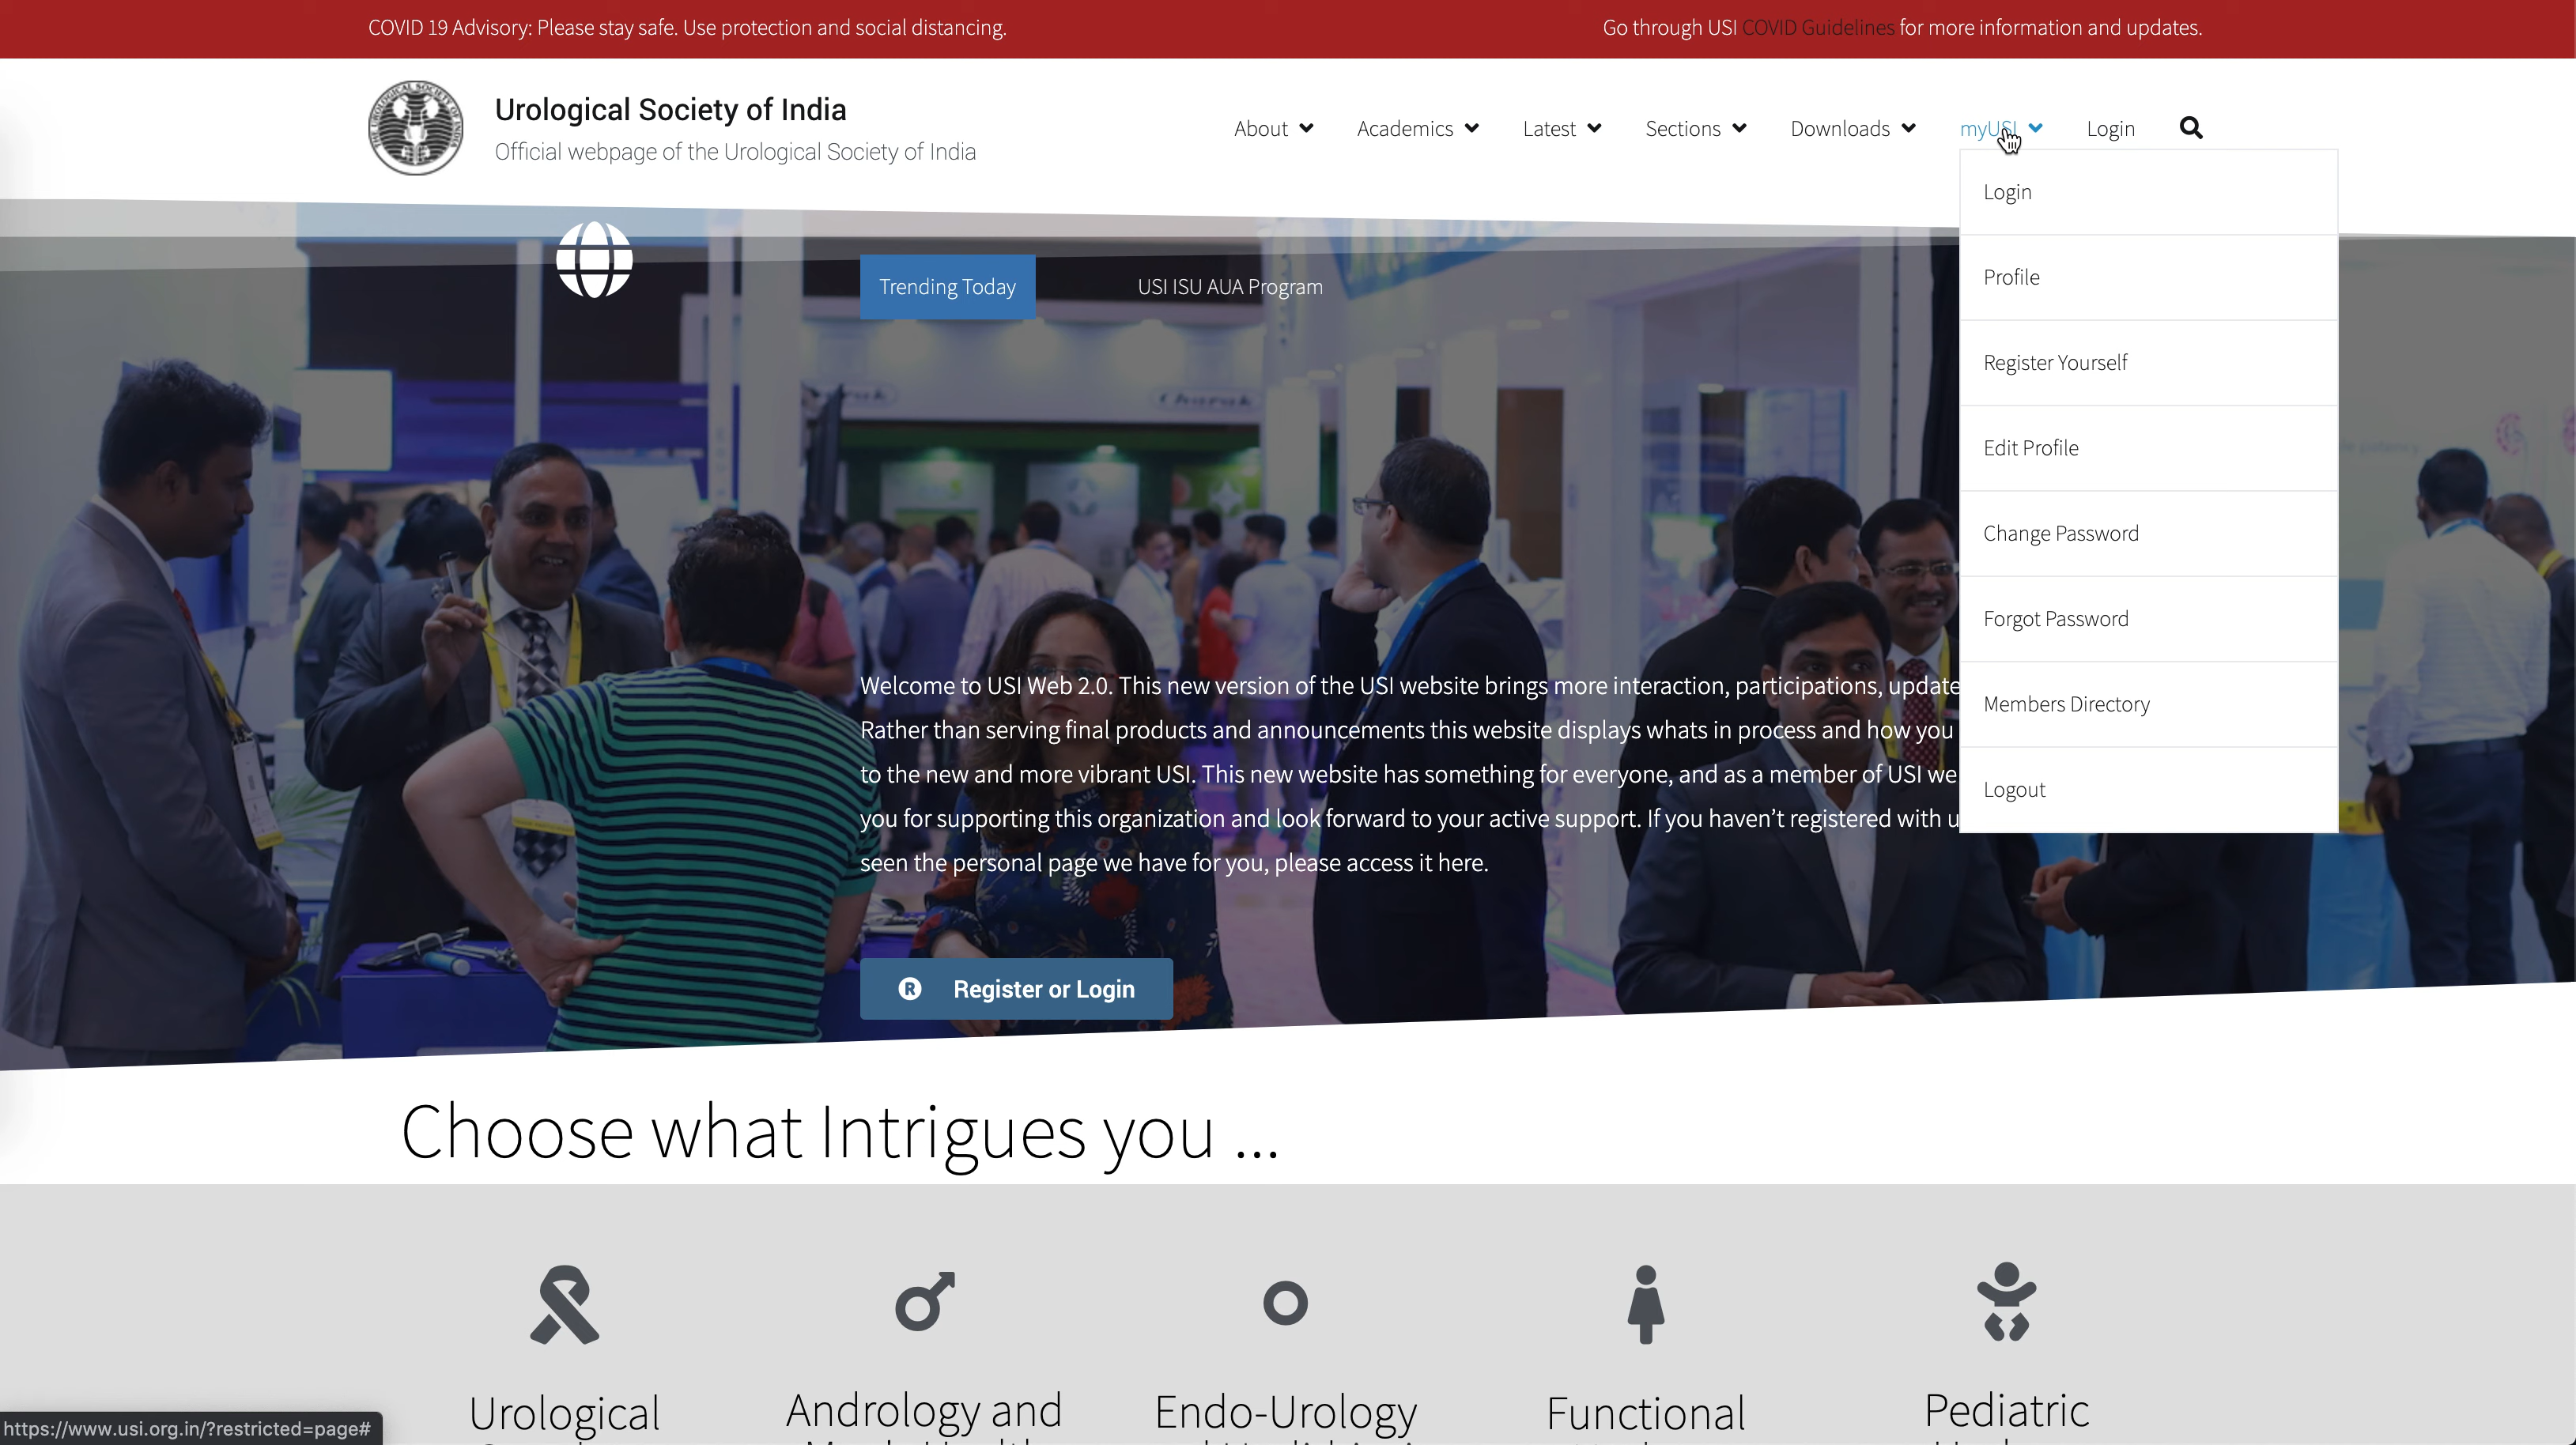 COVID 19 Advisory: Please stay safe. Use protection and social distancing.
Go through USI COVID Guidelines for more information and updates.
Urological Society of India
Official webpage of the Urological Society of India
About
Academics
Latest
Sections
Downloads
myUSI
Login
Login
Profile
Register Yourself
Edit Profile
Change Password
Forgot Password
Members Directory
Logout
Trending Today
USI ISU AUA Program
Welcome to USI Web 2.0. This new version of the USI website brings more interaction, participations, update
Rather than serving final products and announcements this website displays whats in process and how you
to the new and more vibrant USI. This new website has something for everyone, and as a member of USI we
you for supporting this organization and look forward to your active support. If you haven't registered with u
seen the personal page we have for you, please access it here.
Register or Login
Choose what Intrigues you ...
Urological
Andrology and
Endo-Urology
Functional
Pediatric
https://www.usi.org.in/?restricted=page#